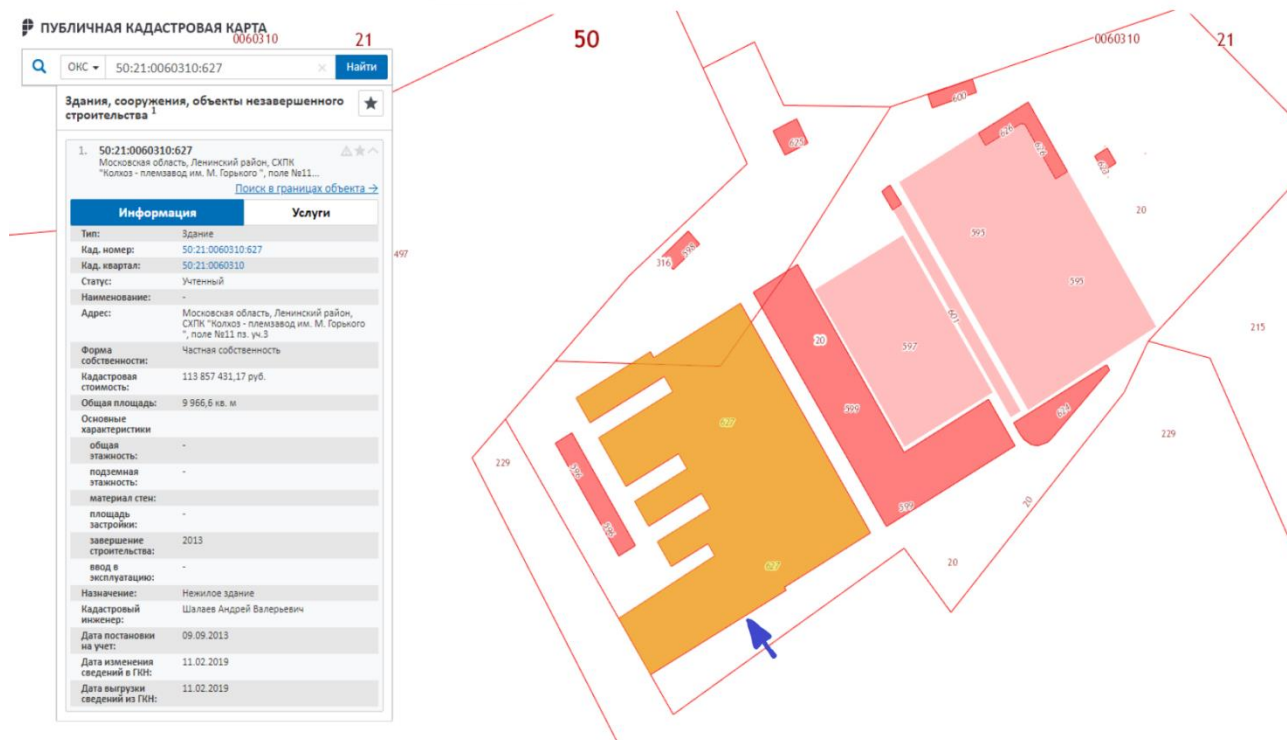 ПУБЛИЧНАЯ КАДАСТРОВАЯ КАРТА
0060310
21
50
0060310
21
ОКС
50:21:0060310:627
×
Найти
Здания, сооружения, объекты незавершенного
строительства 1
1. 50:21:0060310:627
Московская область, Ленинский район, СХПК
"Колхоз - племзавод им. М. Горького ", поле №11...
Поиск в границах объекта →
Информация
Услуги
Тип: Здание
Кад. номер: 50:21:0060310:627
Кад. квартал: 50:21:0060310
Статус: Учтенный
Наименование: -
Адрес: Московская область, Ленинский район,
СХПК "Колхоз - племзавод им. М. Горького
", поле №11 пз. уч.3
Форма
собственности: Частная собственность
Кадастровая
стоимость: 113 857 431,17 руб.
Общая площадь: 9 966,6 кв. м
Основные
характеристики
общая
этажность: -
подземная
этажность: -
материал стен:
площадь
застройки: -
завершение
строительства: 2013
ввод в
эксплуатацию: -
Назначение: Нежилое здание
Кадастровый
инженер: Шалаев Андрей Валерьевич
Дата постановки
на учет: 09.09.2013
Дата изменения
сведений в ГКН: 11.02.2019
Дата выгрузки
сведений из ГКН: 11.02.2019
600
626
626
20
595
595
497
316
598
601
20
597
215
627
599
624
229
229
596
596
599
20
20
627